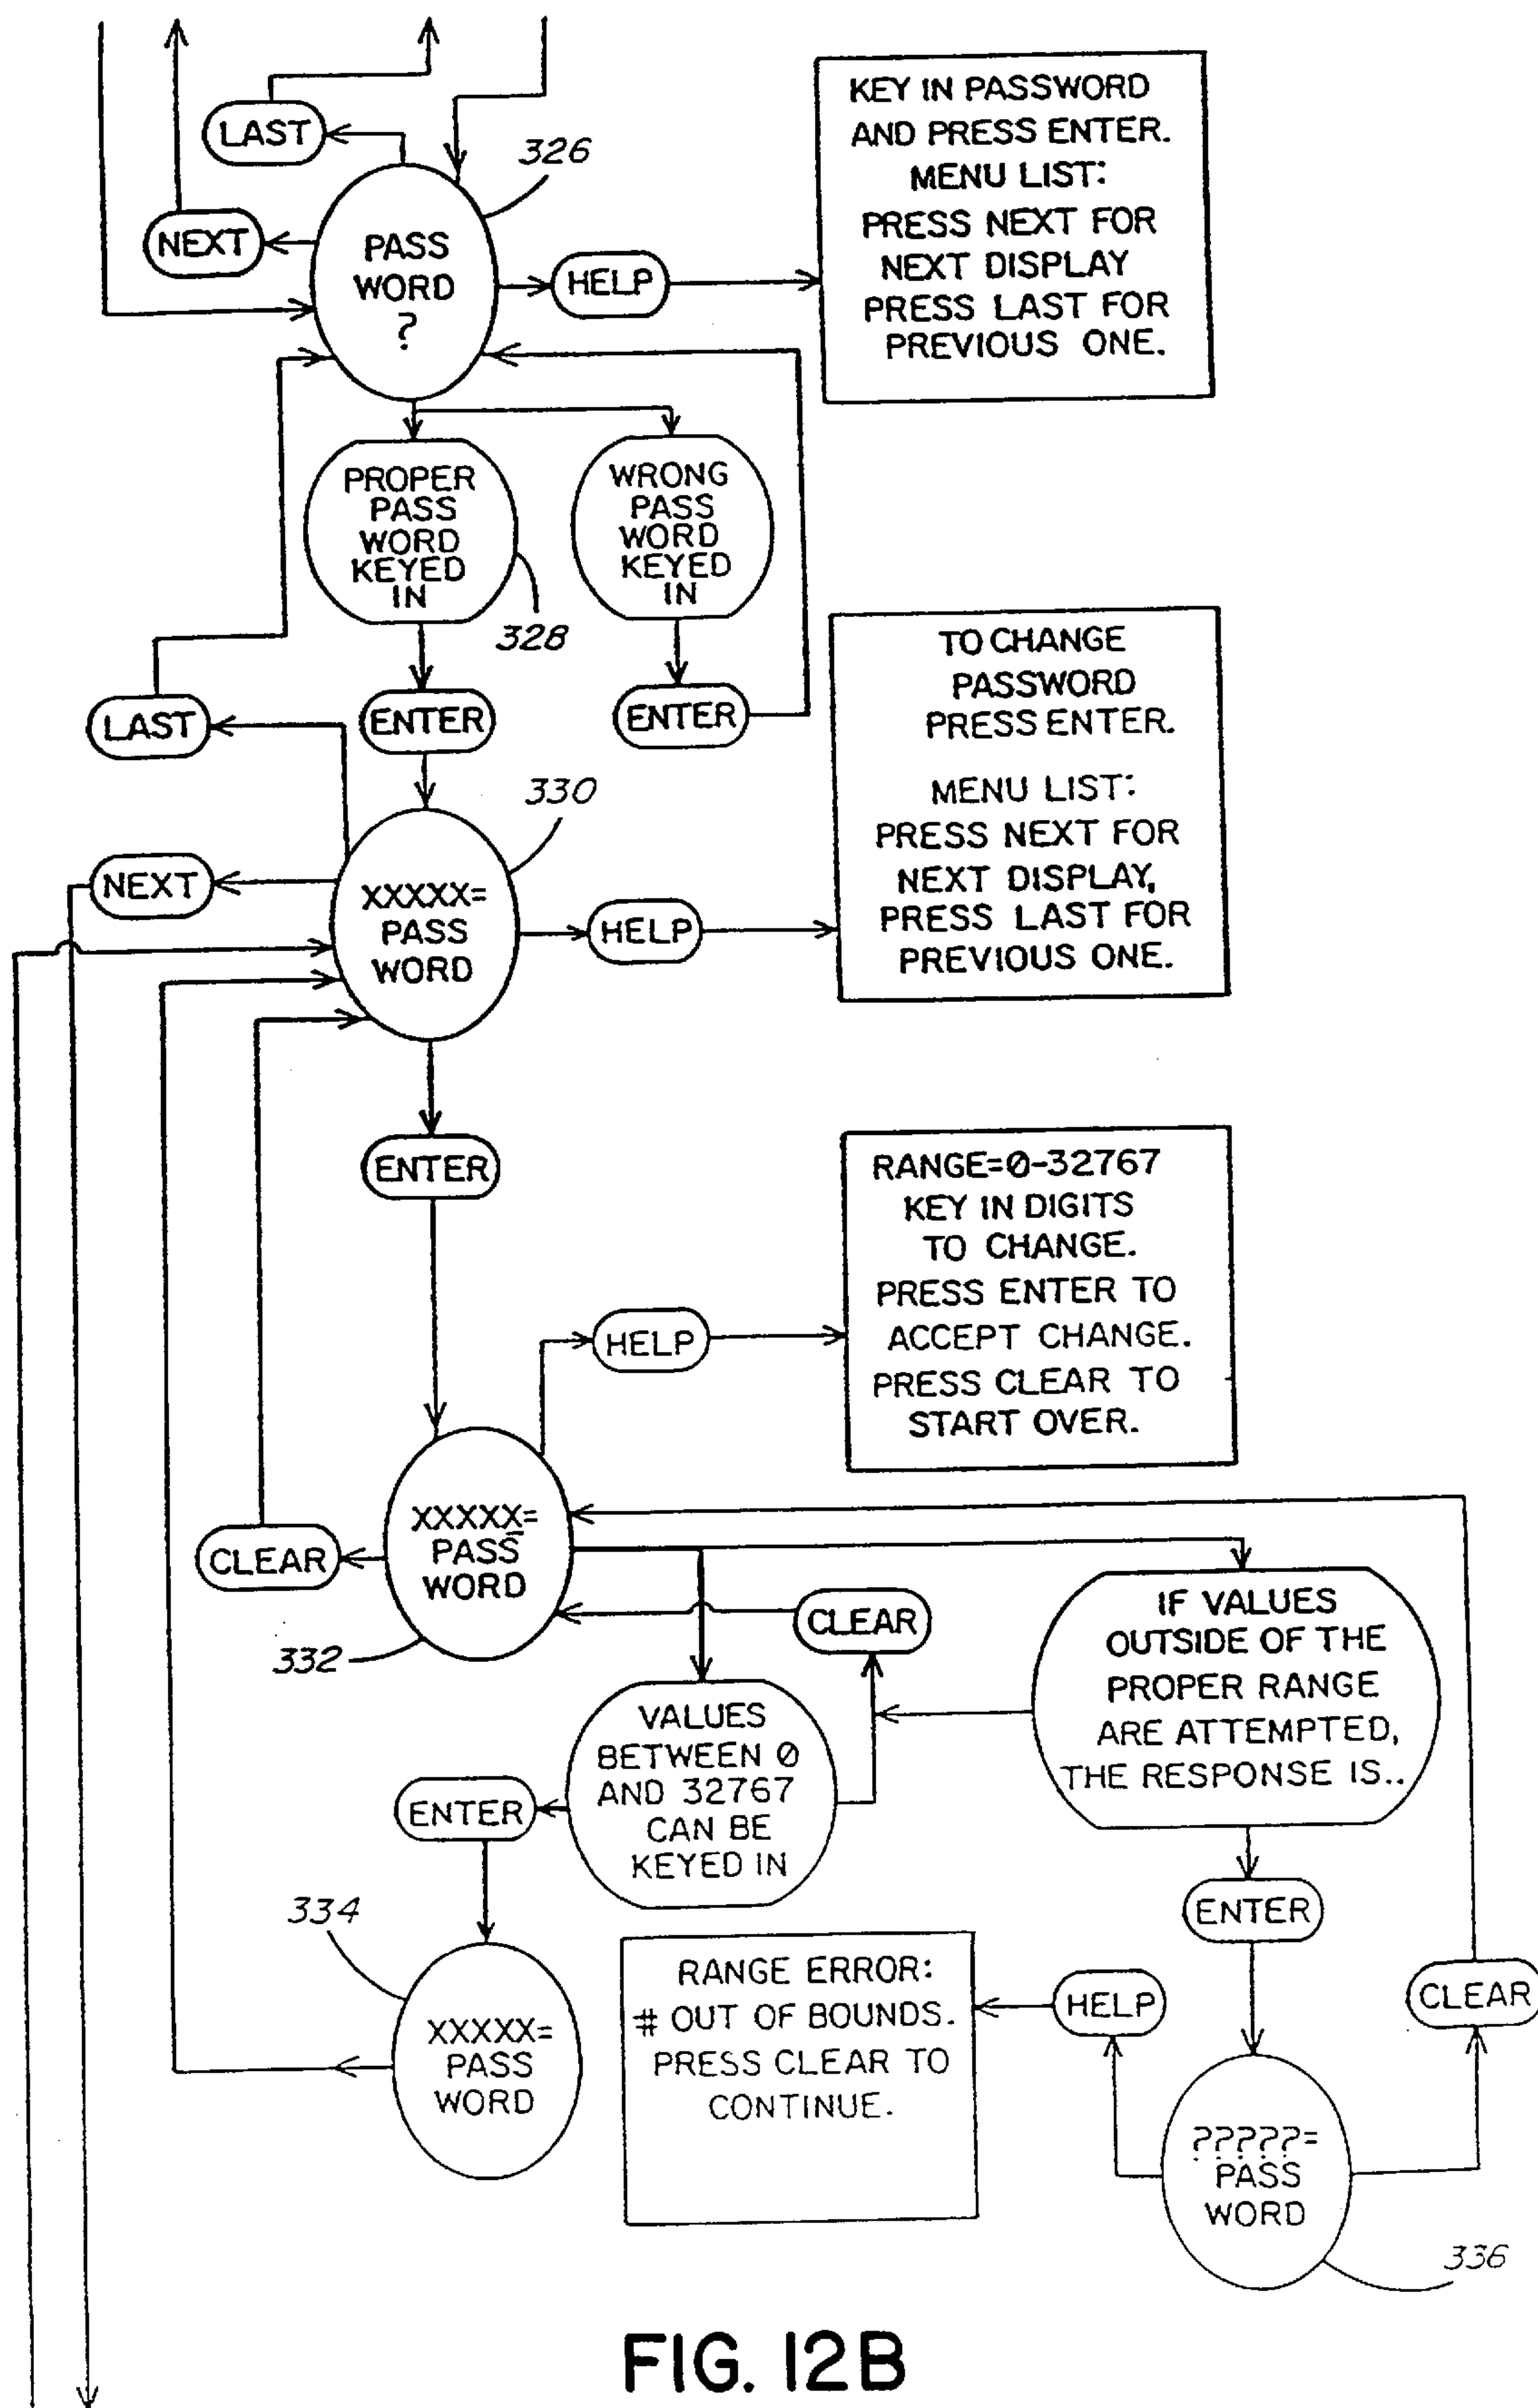 LAST
326
KEY IN PASSWORD
AND PRESS ENTER.
MENU LIST:
PRESS NEXT FOR
NEXT DISPLAY
PRESS LAST FOR
PREVIOUS ONE.
NEXT
PASS
WORD
?
HELP
PROPER
PASS
WORD
KEYED
IN
328
WRONG
PASS
WORD
KEYED
IN
LAST
ENTER
ENTER
TO CHANGE
PASSWORD
PRESS ENTER.
MENU LIST:
PRESS NEXT FOR
NEXT DISPLAY,
PRESS LAST FOR
PREVIOUS ONE.
330
NEXT
XXXXX=
PASS
WORD
HELP
ENTER
RANGE=0-32767
KEY IN DIGITS
TO CHANGE.
PRESS ENTER TO
ACCEPT CHANGE.
PRESS CLEAR TO
START OVER.
HELP
CLEAR
XXXXX=
PASS
WORD
332
CLEAR
IF VALUES
OUTSIDE OF THE
PROPER RANGE
ARE ATTEMPTED,
THE RESPONSE IS..
VALUES
BETWEEN 0
AND 32767
CAN BE
KEYED IN
ENTER
ENTER
334
XXXXX=
PASS
WORD
RANGE ERROR:
# OUT OF BOUNDS.
PRESS CLEAR TO
CONTINUE.
HELP
CLEAR
?????=
PASS
WORD
336
FIG. 12B